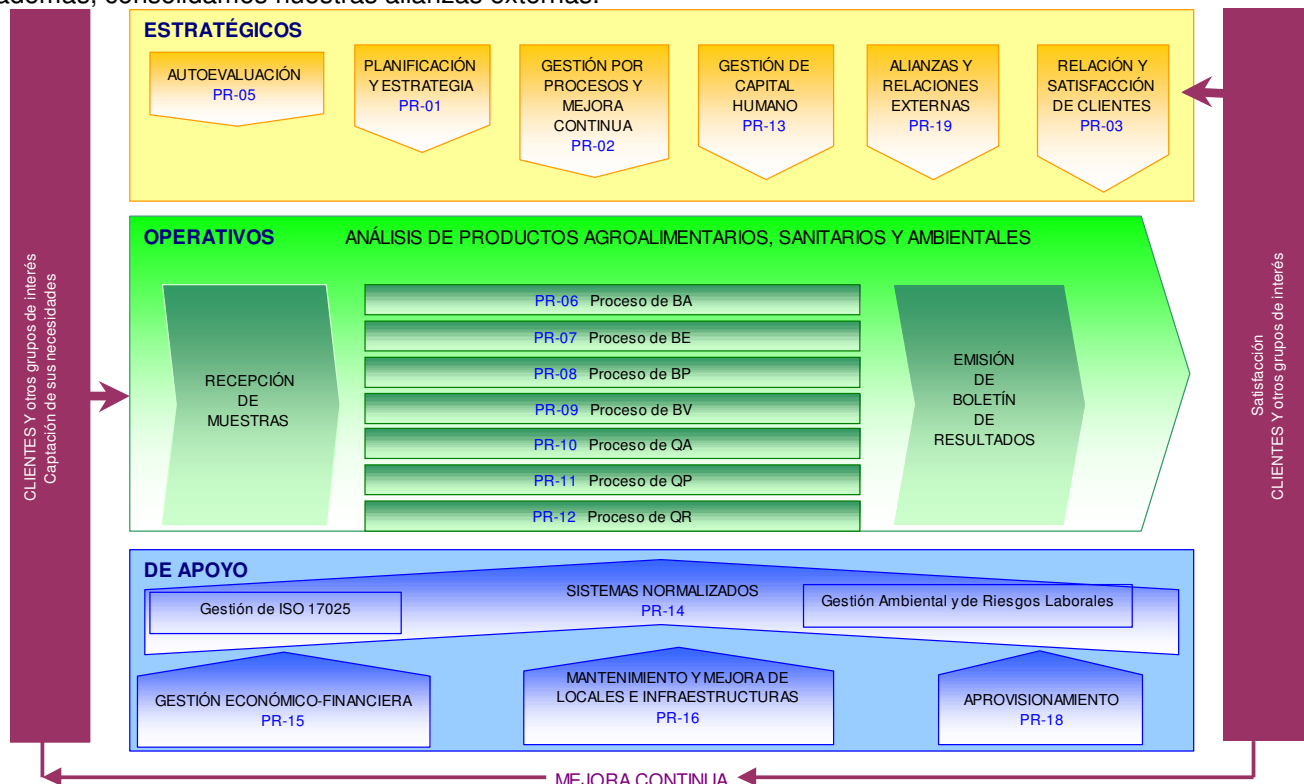 además, consolidamos nuestras alianzas externas.
ESTRATÉGICOS
AUTOEVALUACIÓN
PR-05
PLANIFICACIÓN
Y ESTRATEGIA
PR-01
GESTIÓN POR
PROCESOS Y
MEJORA
CONTINUA
PR-02
GESTIÓN DE
CAPITAL
HUMANO
PR-13
ALIANZAS Y
RELACIONES
EXTERNAS
PR-19
RELACIÓN Y
SATISFACCIÓN
DE CLIENTES
PR-03
CLIENTES Y otros grupos de interés
Captación de sus necesidades
OPERATIVOS
ANÁLISIS DE PRODUCTOS AGROALIMENTARIOS, SANITARIOS Y AMBIENTALES
RECEPCIÓN
DE
MUESTRAS
PR-06 Proceso de BA
PR-07 Proceso de BE
PR-08 Proceso de BP
PR-09 Proceso de BV
PR-10 Proceso de QA
PR-11 Proceso de QP
PR-12 Proceso de QR
EMISIÓN
DE
BOLETÍN
DE
RESULTADOS
Satisfacción
CLIENTES Y otros grupos de interés
DE APOYO
Gestión de ISO 17025
SISTEMAS NORMALIZADOS
PR-14
Gestión Ambiental y de Riesgos Laborales
GESTIÓN ECONÓMICO-FINANCIERA
PR-15
MANTENIMIENTO Y MEJORA DE
LOCALES E INFRAESTRUCTURAS
PR-16
APROVISIONAMIENTO
PR-18
MEJORA CONTINUA